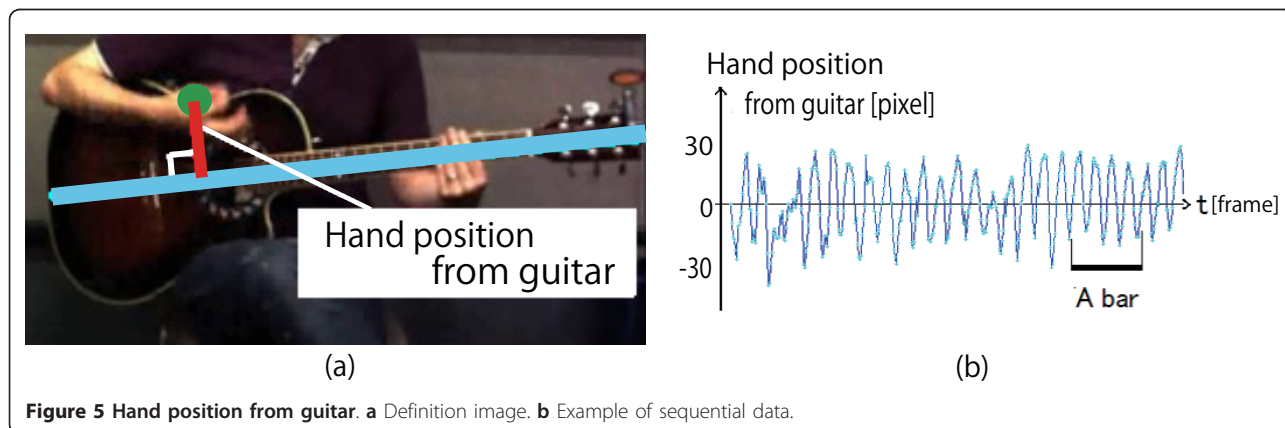 Hand position
from guitar
(a)
Hand position
from guitar [pixel]
30
0
-30
t [frame]
A bar
(b)
Figure 5 Hand position from guitar. a Definition image. b Example of sequential data.